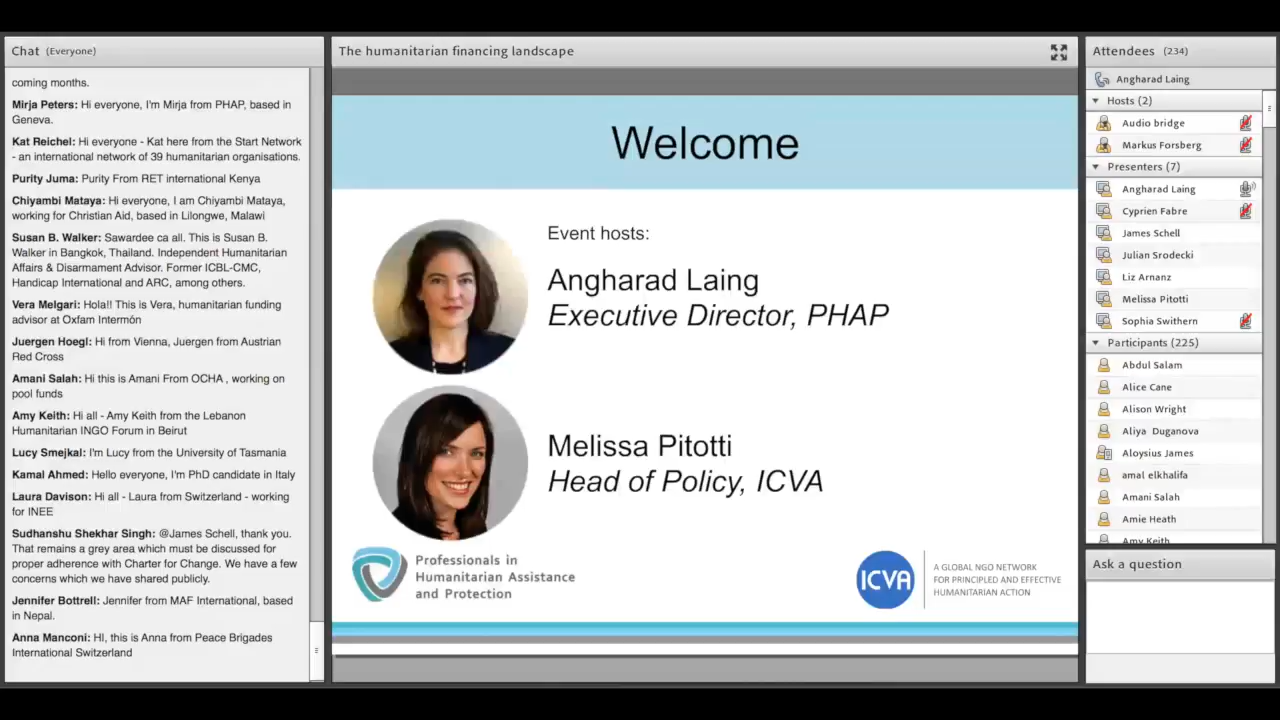 Chat (Everyone)
coming months.
Mirja Peters: Hi everyone, I'm Mirja from PHAP, based in
Geneva.
Kat Reichel: Hi everyone - Kat here from the Start Network
- an international network of 39 humanitarian organisations.
Purity Juma: Purity From RET international Kenya
Chiyambi Mataya: Hi everyone, I am Chiyambi Mataya,
working for Christian Aid, based in Lilongwe, Malawi
Susan B. Walker: Sawardee ca all. This is Susan B.
Walker in Bangkok, Thailand. Independent Humanitarian
Affairs & Disarmament Advisor. Former ICBL-CMC,
Handicap International and ARC, among others.
Vera Melgari: Hola!! This is Vera, humanitarian funding
advisor at Oxfam Intermón
Juergen Hoegl: Hi from Vienna, Juergen from Austrian
Red Cross
Amani Salah: Hi this is Amani From OCHA , working on
pool funds
Amy Keith: Hi all - Amy Keith from the Lebanon
Humanitarian INGO Forum in Beirut
Lucy Smejkal: I'm Lucy from the University of Tasmania
Kamal Ahmed: Hello everyone, I'm PhD candidate in Italy
Laura Davison: Hi all - Laura from Switzerland - working
for INEE
Sudhanshu Shekhar Singh: @James Schell, thank you.
That remains a grey area which must be discussed for
proper adherence with Charter for Change. We have a few
concerns which we have shared publicly.
Jennifer Bottrell: Jennifer from MAF International, based
in Nepal.
Anna Manconi: HI, this is Anna from Peace Brigades
International Switzerland
The humanitarian financing landscape
Welcome
Event hosts:
Angharad Laing
Executive Director, PHAP
Melissa Pitotti
Head of Policy, ICVA
Professionals in
Humanitarian Assistance
and Protection
ICVA
A GLOBAL NGO NETWORK
FOR PRINCIPLED AND EFFECTIVE
HUMANITARIAN ACTION
Attendees (234)
Angharad Laing
Hosts (2)
Audio bridge
Markus Forsberg
Presenters (7)
Angharad Laing
Cyprien Fabre
James Schell
Julian Srodecki
Liz Arnanz
Melissa Pitotti
Sophia Swithern
Participants (225)
Abdul Salam
Alice Cane
Alison Wright
Aliya Duganova
Aloysius James
amal elkhalifa
Amani Salah
Amie Heath
Amy Keith
Ask a question